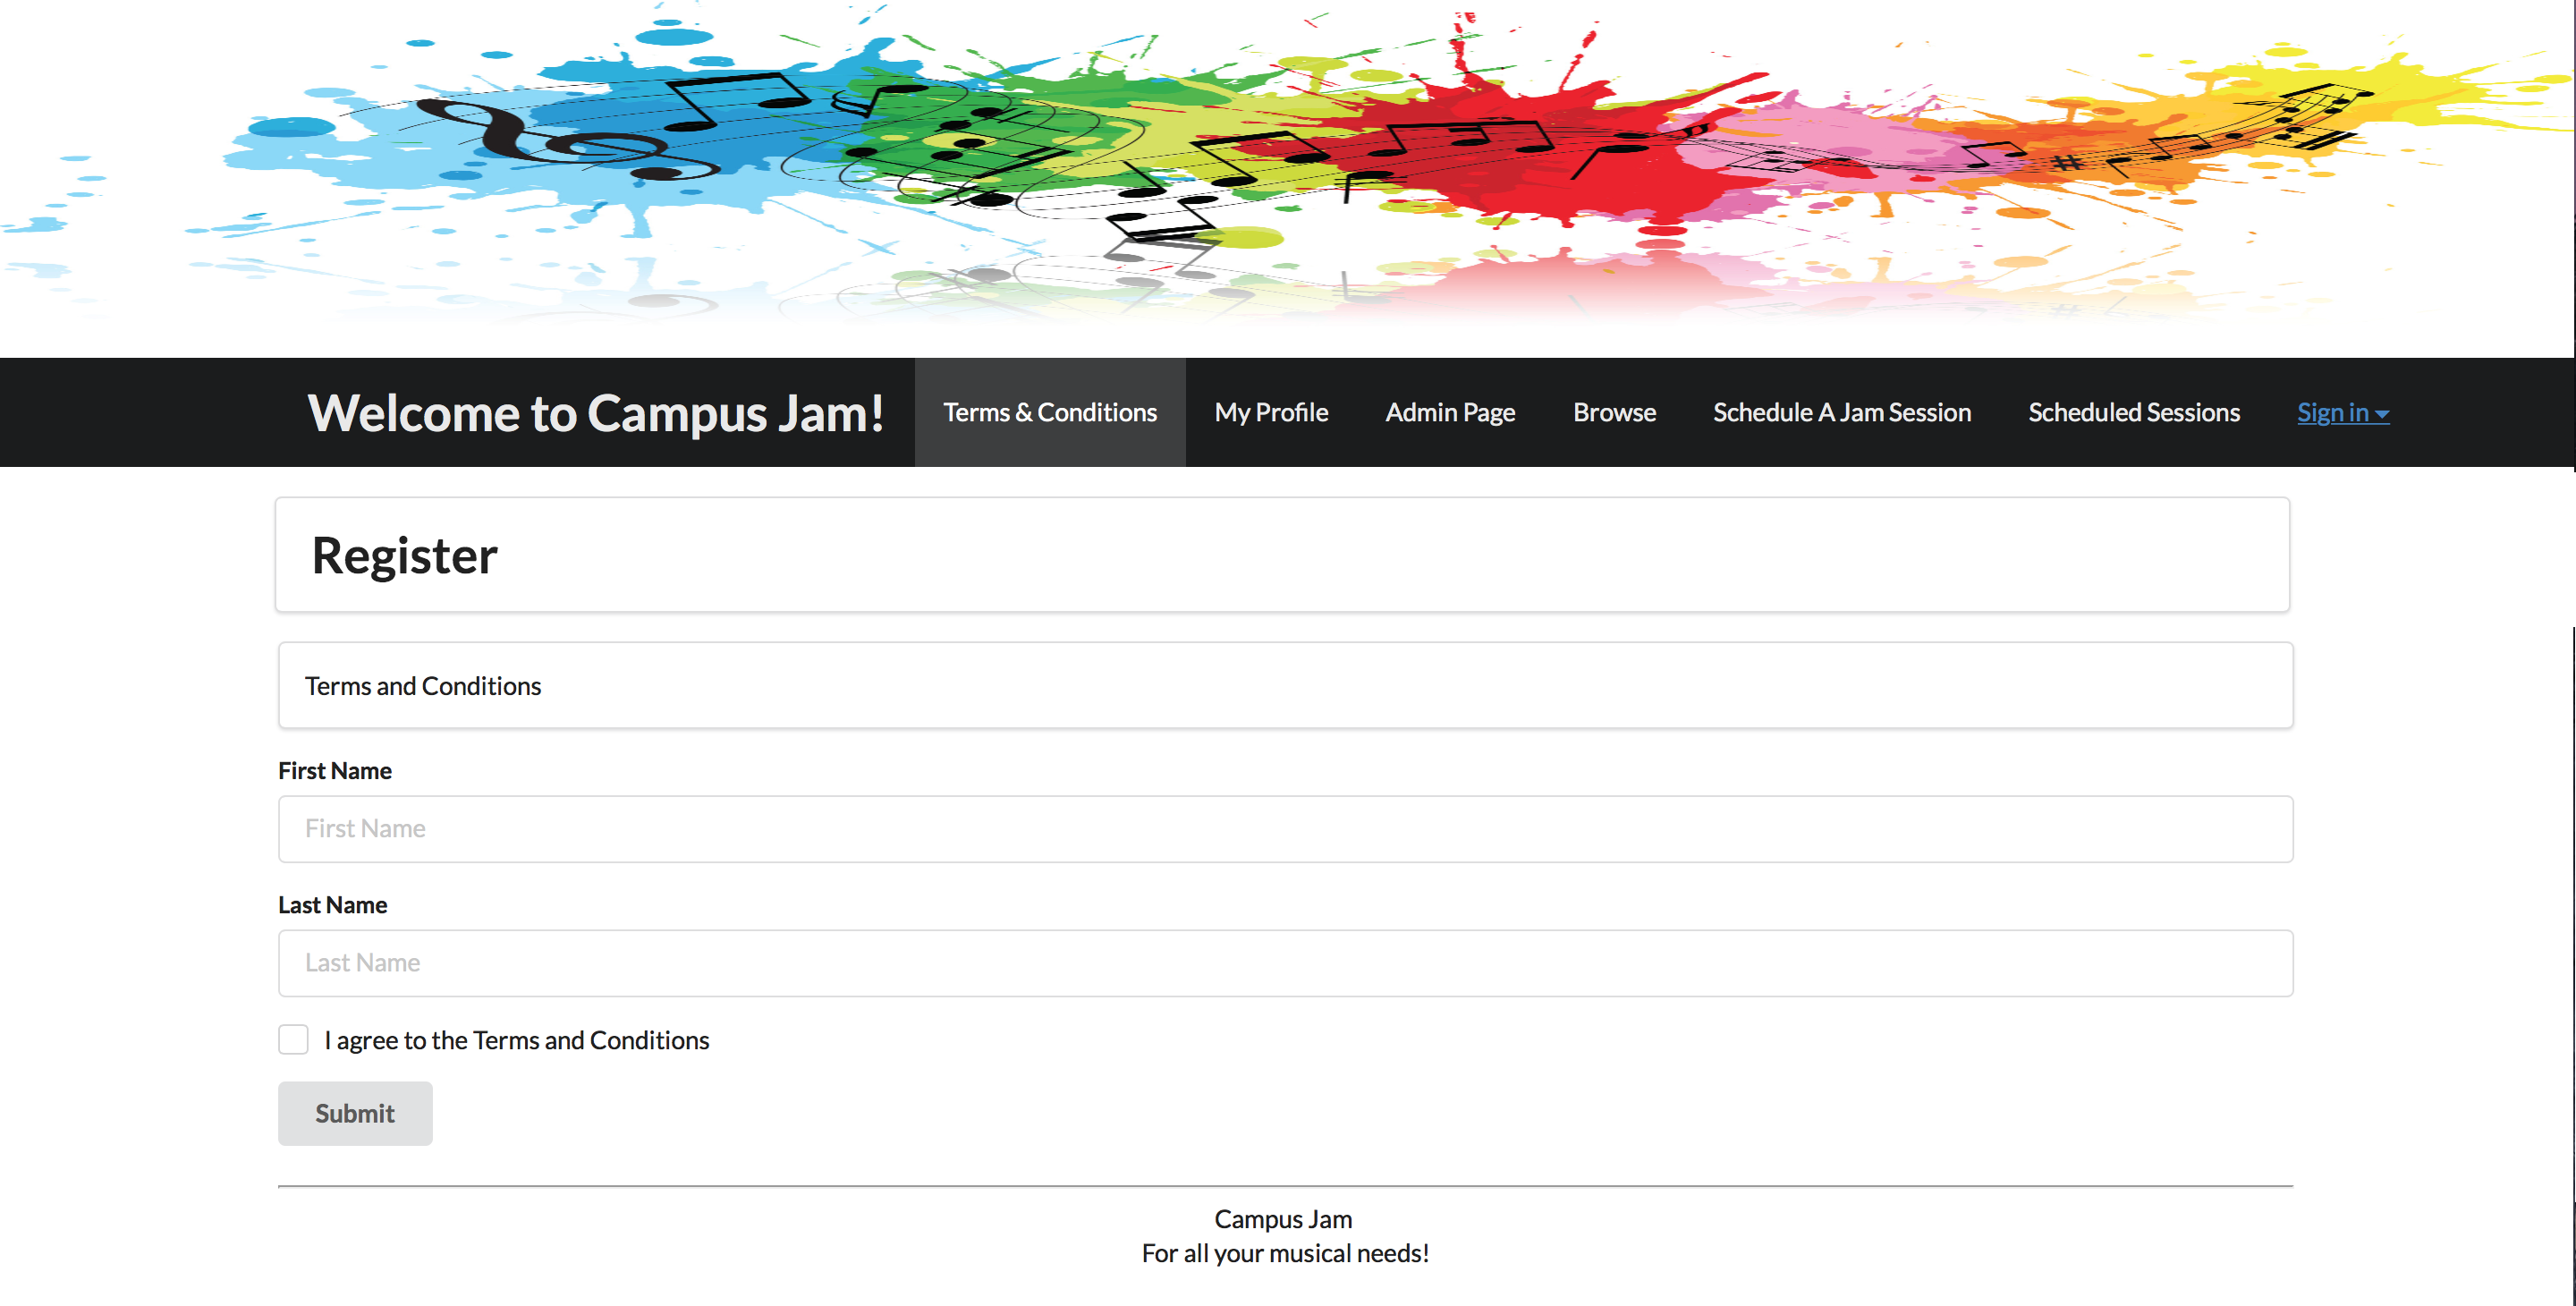 Welcome to Campus Jam! Terms & Conditions My Profile Admin Page Browse Schedule A Jam Session Scheduled Sessions Sign in
Register
Terms and Conditions
First Name
First Name
Last Name
Last Name
I agree to the Terms and Conditions
Submit
Campus Jam
For all your musical needs!